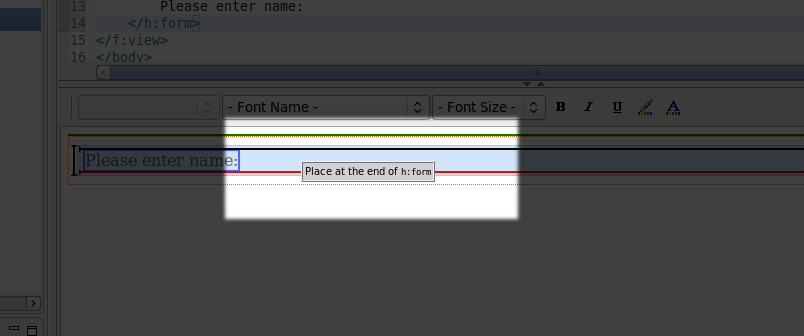 13 Please enter name:
14 </h:form>
15 </f:view>
16 </body>
- Font Name -
- Font Size -
B I U A
Please enter name:
Place at the end of h:form